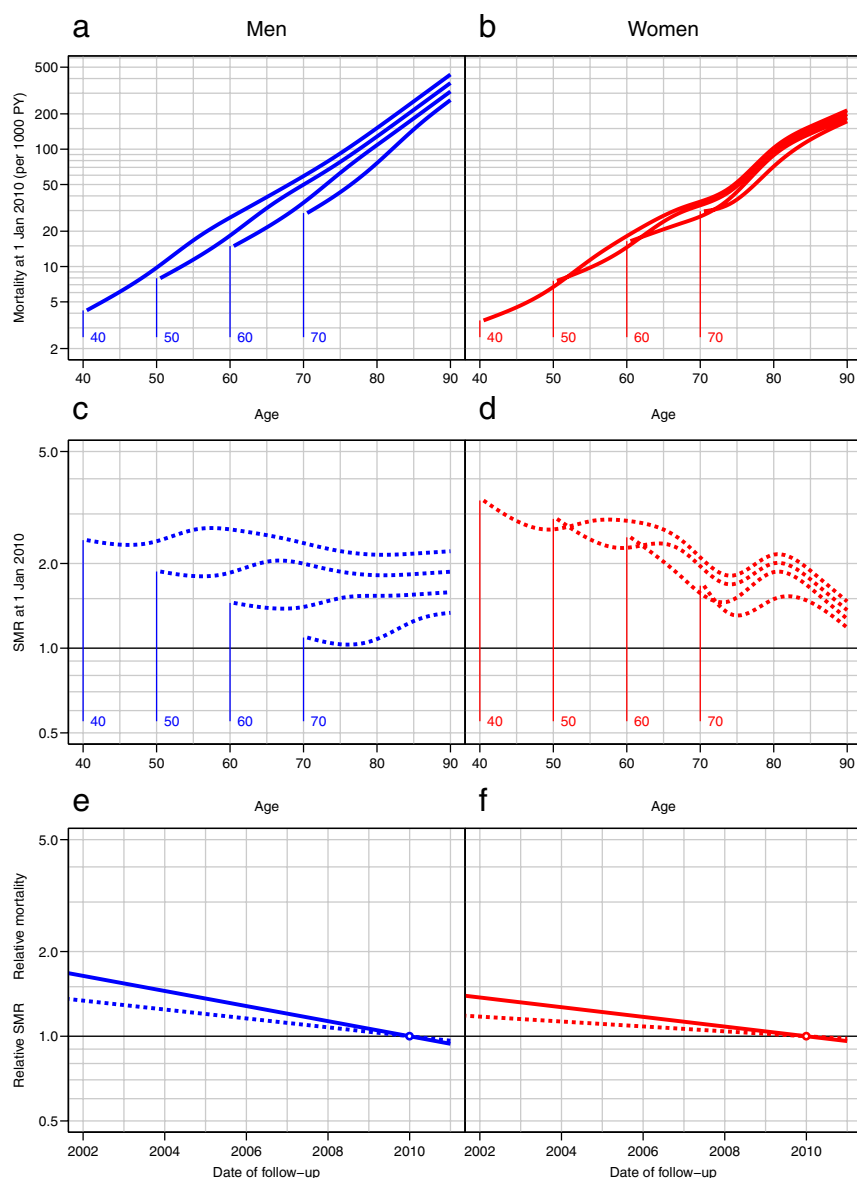 a Men b Women
Mortality at 1 Jan 2010 (per 1000 PY)
500
200
100
50
20
10
5
2
40 50 60 70
40 50 60 70
40 50 60 70 80 90 40 50 60 70 80 90
c Age d Age
SMR at 1 Jan 2010
5.0
2.0
1.0
0.5
40 50 60 70
40 50 60 70
40 50 60 70 80 90 40 50 60 70 80 90
e Age f Age
Relative SMR Relative mortality
5.0
2.0
1.0
0.5
2002 2004 2006 2008 2010 2002 2004 2006 2008 2010
Date of follow−up Date of follow−up